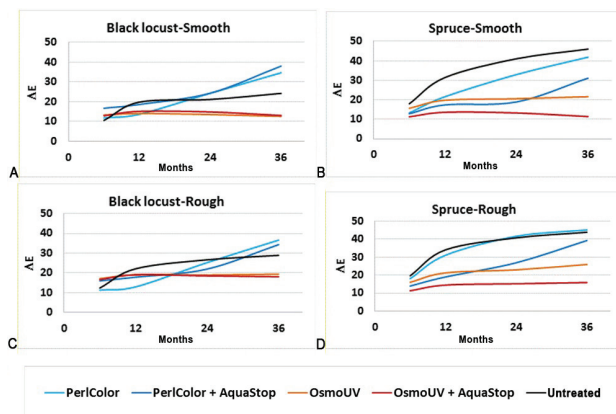 Black locust-Smooth
50
40
30
20
10
0
ΔE
0 12 24 36
Months
A
Spruce-Smooth
50
40
30
20
10
0
ΔE
0 12 24 36
Months
B
Black locust-Rough
50
40
30
20
10
0
ΔE
0 12 24 36
Months
C
Spruce-Rough
50
40
30
20
10
0
ΔE
0 12 24 36
Months
D
PerlColor PerlColor + AquaStop OsmoUV OsmoUV + AquaStop Untreated